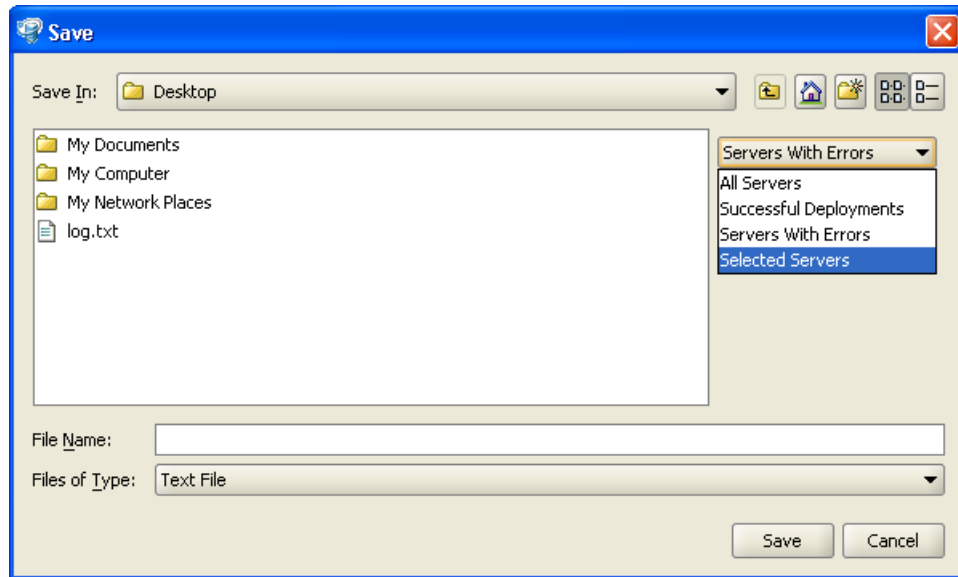 Save
Save In: Desktop
My Documents
My Computer
My Network Places
log.txt
Servers With Errors
All Servers
Successful Deployments
Servers With Errors
Selected Servers
File Name:
Files of Type: Text File
Save Cancel